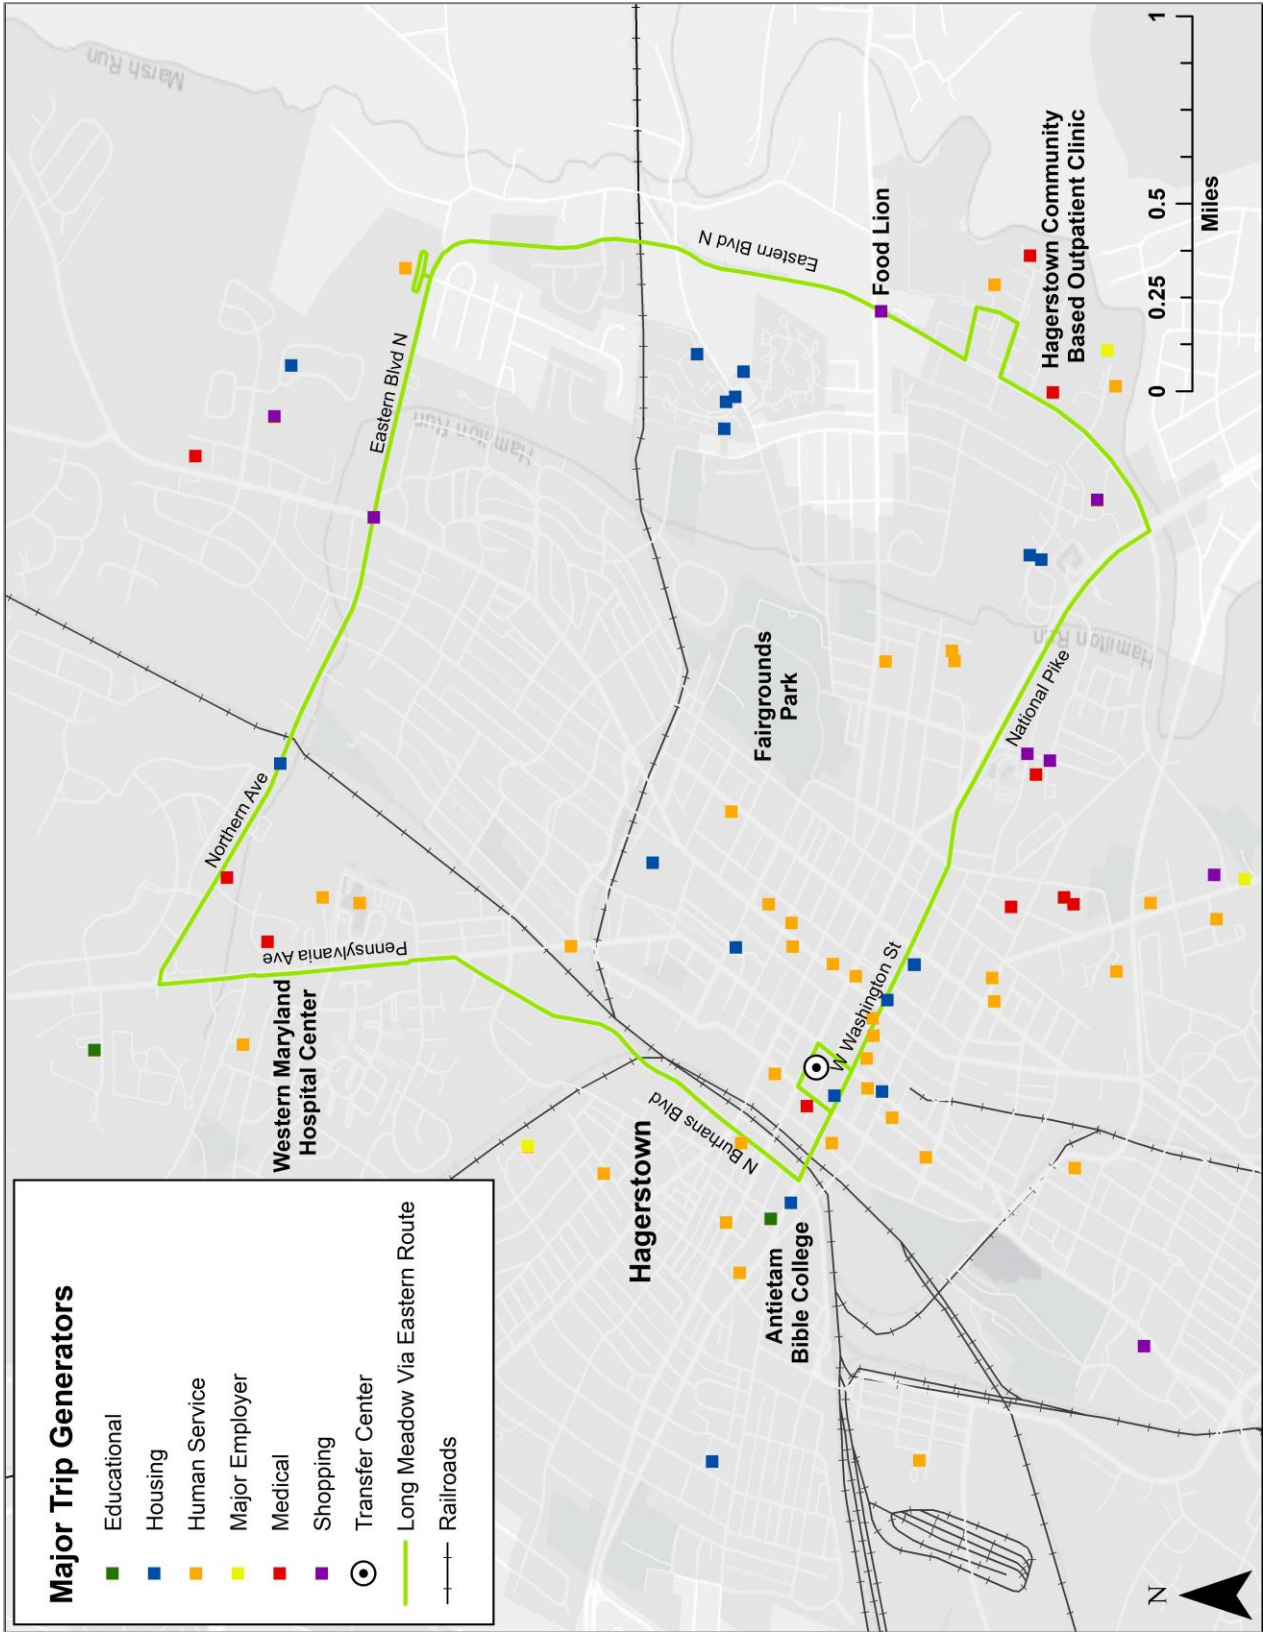 Major Trip Generators
Educational
Housing
Human Service
Major Employer
Medical
Shopping
Transfer Center
Long Meadow Via Eastern Route
Railroads
Marsh Run
Northern Ave
Eastern Blvd N
Hamilton Run
Pennsylvania Ave
Western Maryland
Hospital Center
Eastern Blvd N
Food Lion
Hagerstown
N Burhans Blvd
Fairgrounds
Park
Antietam
Bible College
W Washington St
National Pike
Hamilton Run
Hagerstown Community
Based Outpatient Clinic
N
0
0.25
0.5
1
Miles